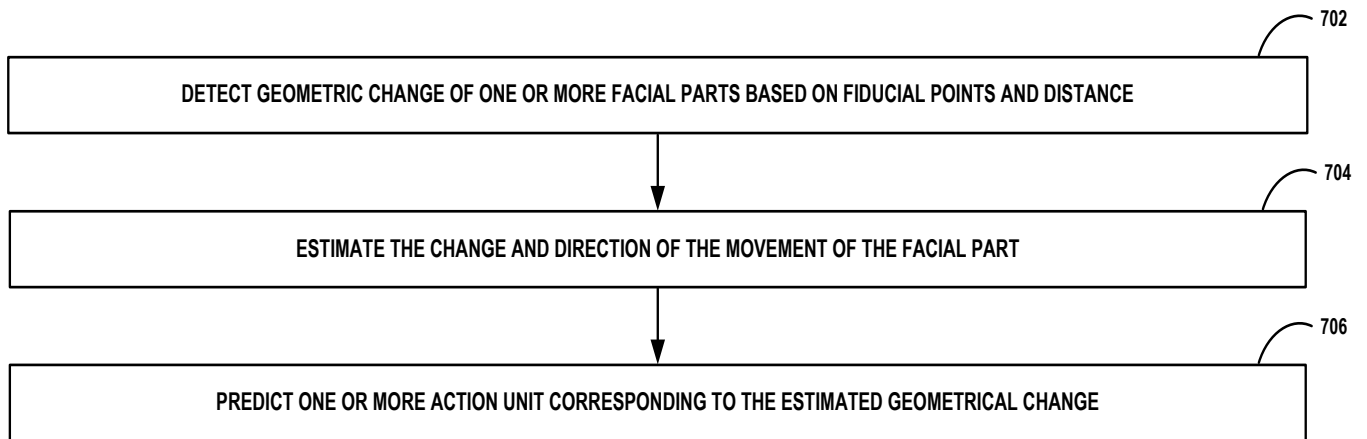 702
DETECT GEOMETRIC CHANGE OF ONE OR MORE FACIAL PARTS BASED ON FIDUCIAL POINTS AND DISTANCE
704
ESTIMATE THE CHANGE AND DIRECTION OF THE MOVEMENT OF THE FACIAL PART
706
PREDICT ONE OR MORE ACTION UNIT CORRESPONDING TO THE ESTIMATED GEOMETRICAL CHANGE